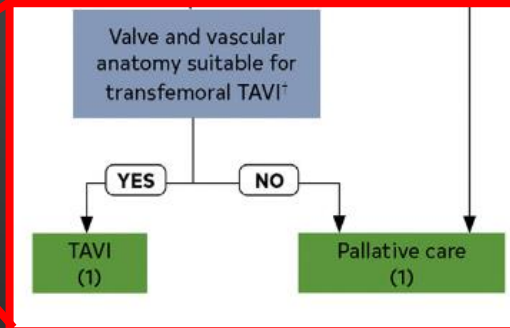 Valve and vascular
anatomy suitable for
transfemoral TAVI†
YES
NO
TAVI
(1)
Pallative care
(1)